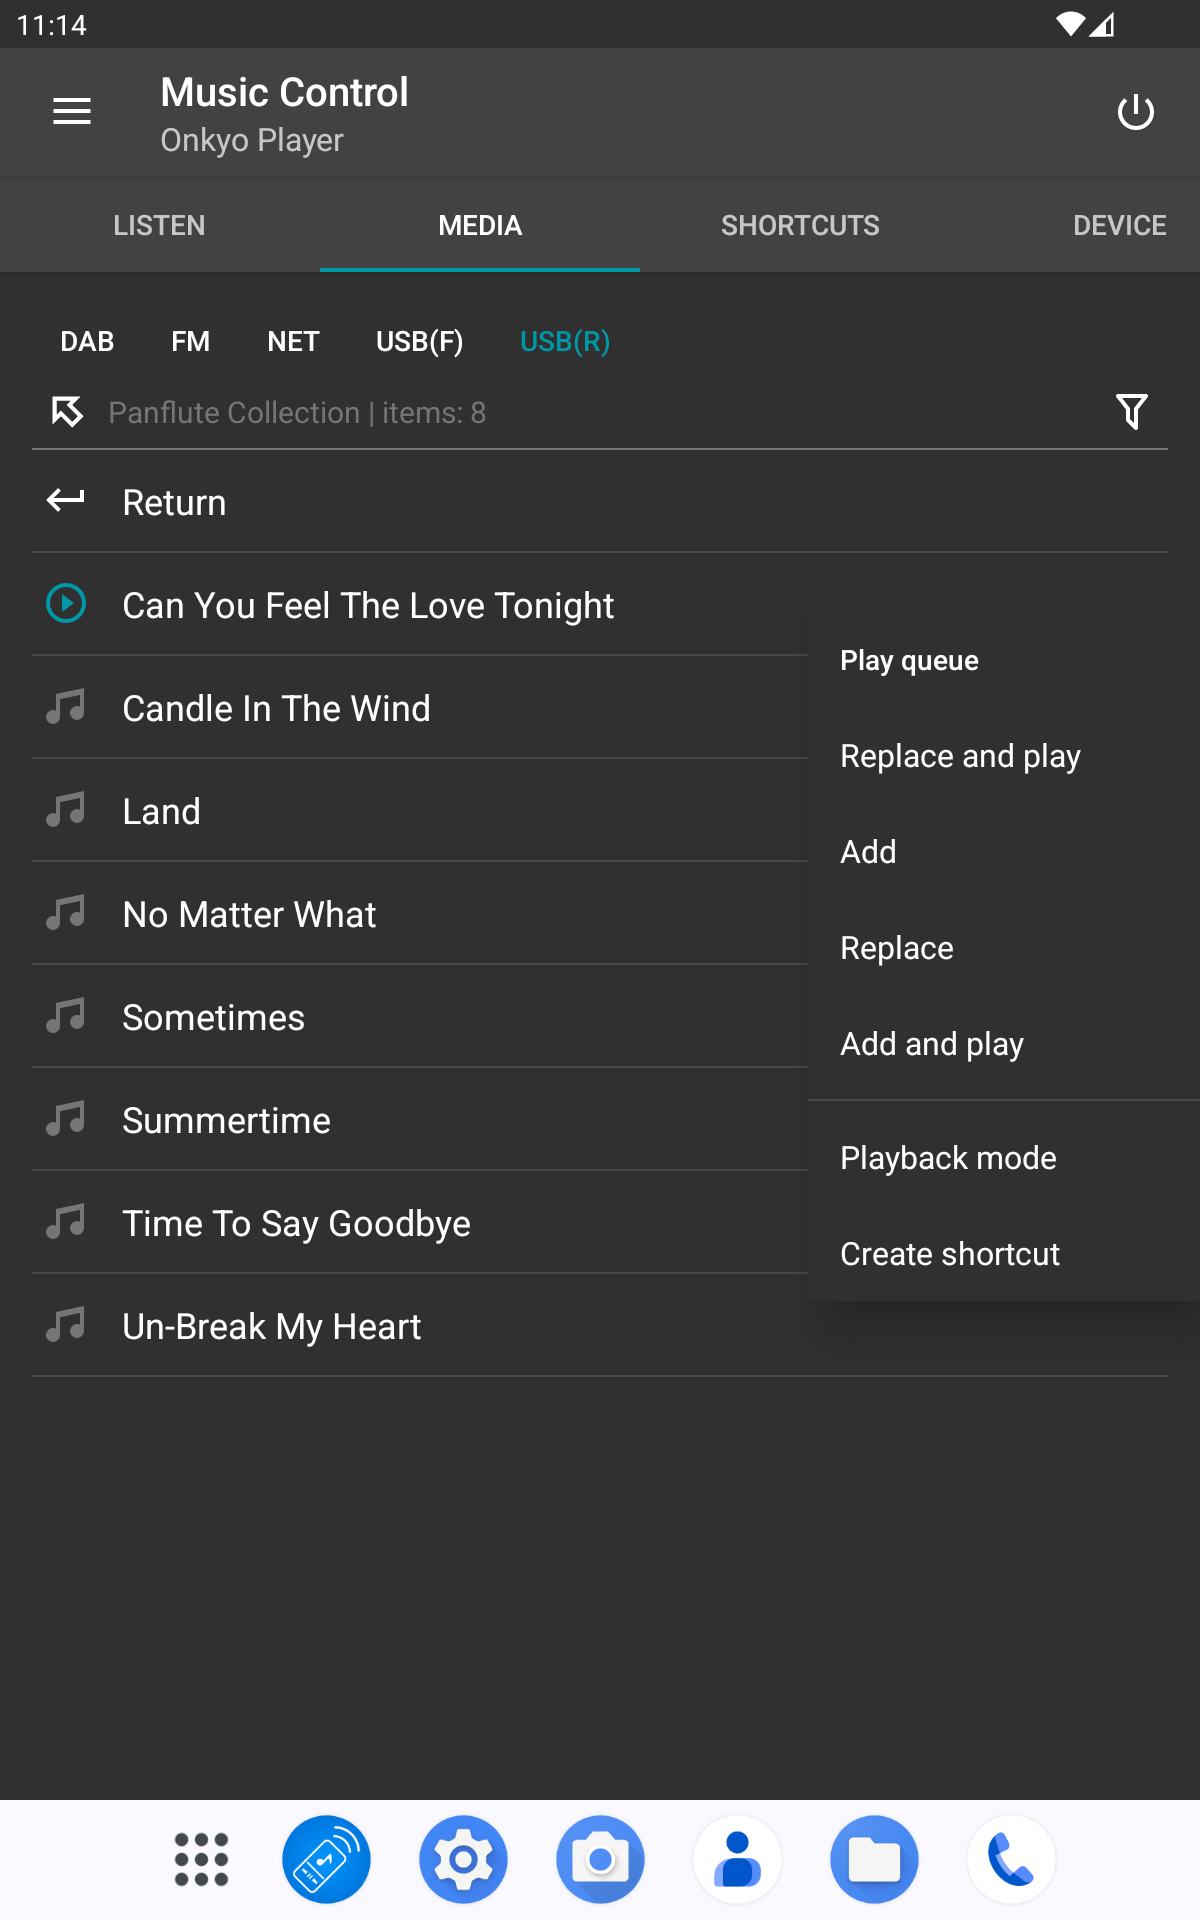 11:14
Music Control
Onkyo Player
LISTEN
MEDIA
SHORTCUTS
DEVICE
DAB
FM
NET
USB(F)
USB(R)
Panflute Collection | items: 8
Return
Can You Feel The Love Tonight
Candle In The Wind
Land
No Matter What
Sometimes
Summertime
Time To Say Goodbye
Un-Break My Heart
Play queue
Replace and play
Add
Replace
Add and play
Playback mode
Create shortcut